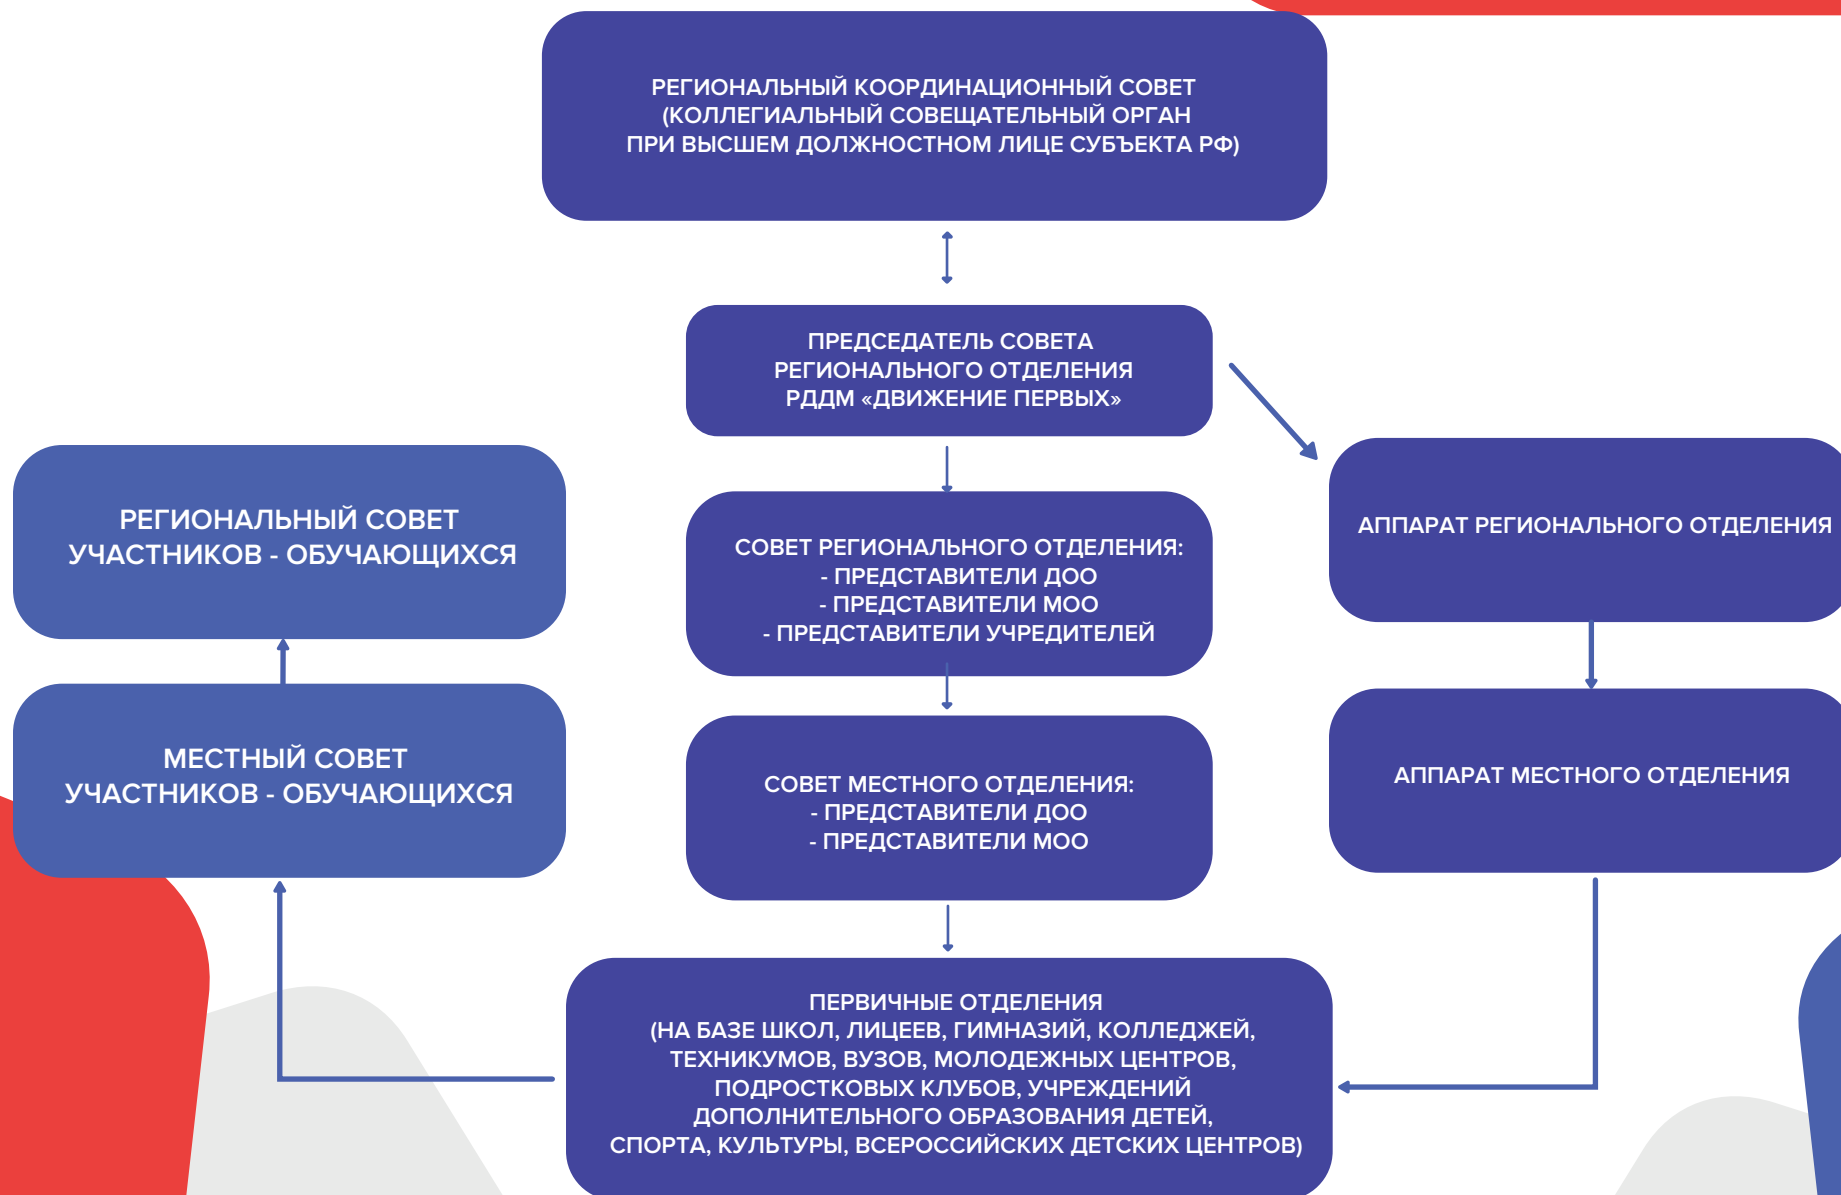 РЕГИОНАЛЬНЫЙ КООРДИНАЦИОННЫЙ СОВЕТ
(КОЛЛЕГИАЛЬНЫЙ СОВЕЩАТЕЛЬНЫЙ ОРГАН
ПРИ ВЫСШЕМ ДОЛЖНОСТНОМ ЛИЦЕ СУБЪЕКТА РФ)
ПРЕДСЕДАТЕЛЬ СОВЕТА
РЕГИОНАЛЬНОГО ОТДЕЛЕНИЯ
РДДМ «ДВИЖЕНИЕ ПЕРВЫХ»
РЕГИОНАЛЬНЫЙ СОВЕТ
УЧАСТНИКОВ - ОБУЧАЮЩИХСЯ
СОВЕТ РЕГИОНАЛЬНОГО ОТДЕЛЕНИЯ:
- ПРЕДСТАВИТЕЛИ ДОО
- ПРЕДСТАВИТЕЛИ МОО
- ПРЕДСТАВИТЕЛИ УЧРЕДИТЕЛЕЙ
АППАРАТ РЕГИОНАЛЬНОГО ОТДЕЛЕНИЯ
МЕСТНЫЙ СОВЕТ
УЧАСТНИКОВ - ОБУЧАЮЩИХСЯ
СОВЕТ МЕСТНОГО ОТДЕЛЕНИЯ:
- ПРЕДСТАВИТЕЛИ ДОО
- ПРЕДСТАВИТЕЛИ МОО
АППАРАТ МЕСТНОГО ОТДЕЛЕНИЯ
ПЕРВИЧНЫЕ ОТДЕЛЕНИЯ
(НА БАЗЕ ШКОЛ, ЛИЦЕЕВ, ГИМНАЗИЙ, КОЛЛЕДЖЕЙ,
ТЕХНИКУМОВ, ВУЗОВ, МОЛОДЕЖНЫХ ЦЕНТРОВ,
ПОДРОСТКОВЫХ КЛУБОВ, УЧРЕЖДЕНИЙ
ДОПОЛНИТЕЛЬНОГО ОБРАЗОВАНИЯ ДЕТЕЙ,
СПОРТА, КУЛЬТУРЫ, ВСЕРОССИЙСКИХ ДЕТСКИХ ЦЕНТРОВ)